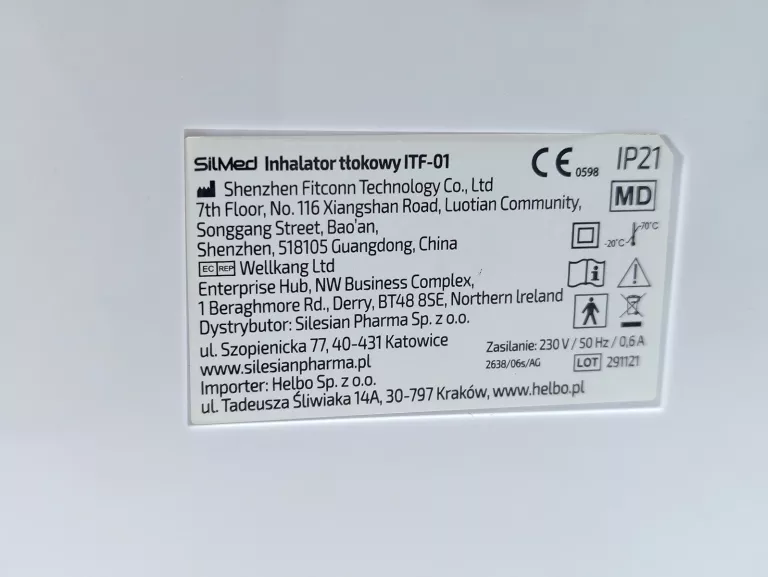 SilMed Inhalator tłokowy ITF-01
CE 0598 IP21
Shenzhen Fitconn Technology Co., Ltd
7th Floor, No. 116 Xiangshan Road, Luotian Community,
Songgang Street, Bao'an,
Shenzhen, 518105 Guangdong, China
MD
-20°C 70°C
EC REP Wellkang Ltd
Enterprise Hub, NW Business Complex,
1 Beraghmore Rd., Derry, BT48 8SE, Northern lreland
Dystrybutor: Silesian Pharma Sp. z o.o.
ul. Szopienicka 77, 40-431 Katowice
www.silesianpharma.pl
Importer: Helbo Sp. z o.o.
ul. Tadeusza Śliwiaka 14A, 30-797 Kraków, www.helbo.pl
Zasilanie: 230 V / 50 Hz / 0,6 A
2638/06s/AG LOT 291121